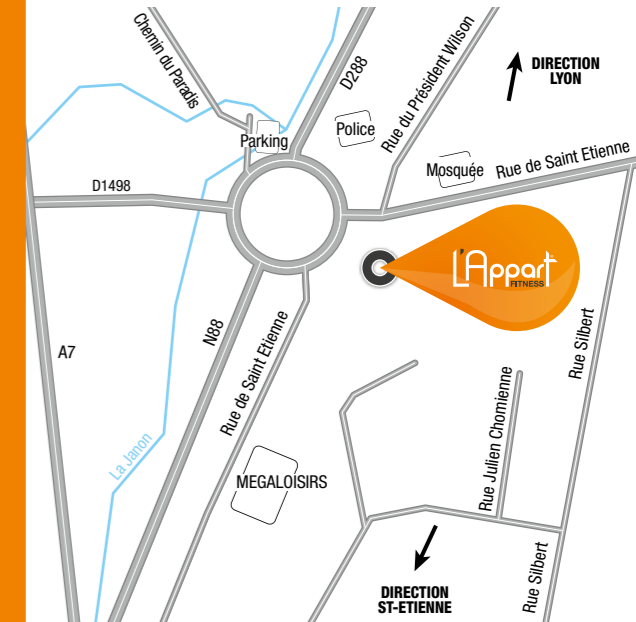 Chemin du Paradis
D288
Rue du Président Wilson
DIRECTION
LYON
Parking
Police
Mosquée
Rue de Saint Etienne
D1498
L'Appart
FITNESS
A7
N88
Rue de Saint Etienne
Rue Silbert
La Janon
MEGALOISIRS
Rue Julien Chomienne
DIRECTION
ST-ETIENNE
Rue Silbert